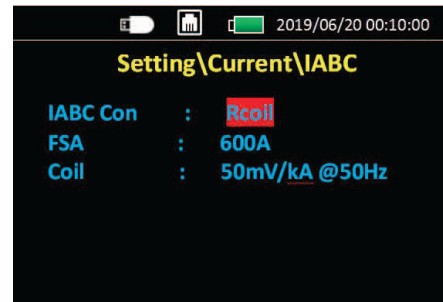 2019/06/20 00:10:00
Setting\Current\IABC
IABC Con : Rcoil
FSA : 600A
Coil : 50mV/kA @50Hz